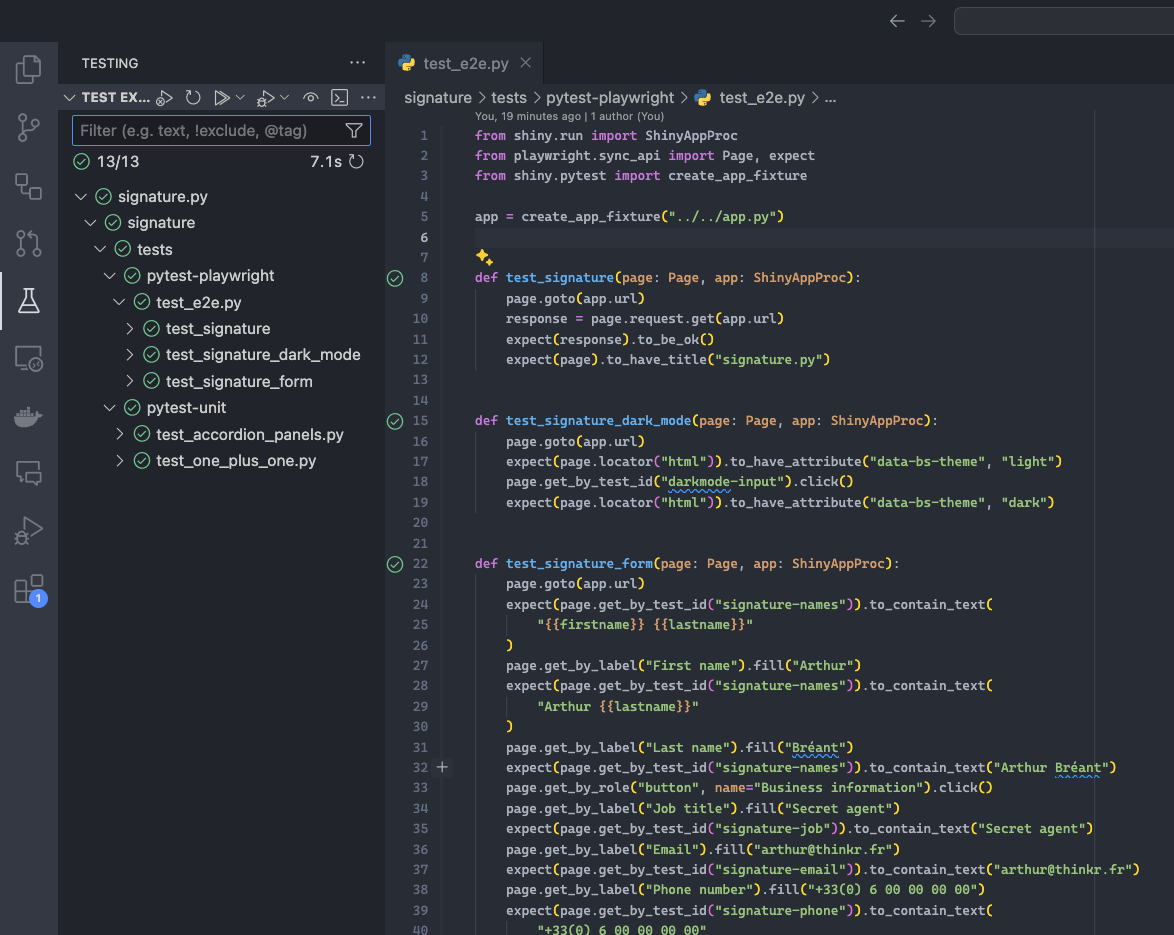 TESTING
TEST EX...
Filter (e.g. text, !exclude, @tag)
13/13
7.1s
signature.py
signature
tests
pytest-playwright
test_e2e.py
test_signature
test_signature_dark_mode
test_signature_form
pytest-unit
test_accordion_panels.py
test_one_plus_one.py
1
test_e2e.py
signature > tests > pytest-playwright > test_e2e.py > ...
You, 19 minutes ago | 1 author (You)
1 from shiny.run import ShinyAppProc
2 from playwright.sync_api import Page, expect
3 from shiny.pytest import create_app_fixture
4
5 app = create_app_fixture("../../app.py")
6
7
8 def test_signature(page: Page, app: ShinyAppProc):
9 page.goto(app.url)
10 response = page.request.get(app.url)
11 expect(response).to_be_ok()
12 expect(page).to_have_title("signature.py")
13
14
15 def test_signature_dark_mode(page: Page, app: ShinyAppProc):
16 page.goto(app.url)
17 expect(page.locator("html")).to_have_attribute("data-bs-theme", "light")
18 page.get_by_test_id("darkmode-input").click()
19 expect(page.locator("html")).to_have_attribute("data-bs-theme", "dark")
20
21
22 def test_signature_form(page: Page, app: ShinyAppProc):
23 page.goto(app.url)
24 expect(page.get_by_test_id("signature-names")).to_contain_text(
25 "{{firstname}} {{lastname}}"
26 )
27 page.get_by_label("First name").fill("Arthur")
28 expect(page.get_by_test_id("signature-names")).to_contain_text(
29 "Arthur {{lastname}}"
30 )
31 page.get_by_label("Last name").fill("Bréant")
32 expect(page.get_by_test_id("signature-names")).to_contain_text("Arthur Bréant")
33 page.get_by_role("button", name="Business information").click()
34 page.get_by_label("Job title").fill("Secret agent")
35 expect(page.get_by_test_id("signature-job")).to_contain_text("Secret agent")
36 page.get_by_label("Email").fill("arthur@thinkr.fr")
37 expect(page.get_by_test_id("signature-email")).to_contain_text("arthur@thinkr.fr")
38 page.get_by_label("Phone number").fill("+33(0) 6 00 00 00 00")
39 expect(page.get_by_test_id("signature-phone")).to_contain_text(
40 "+33(0) 6 00 00 00 00"